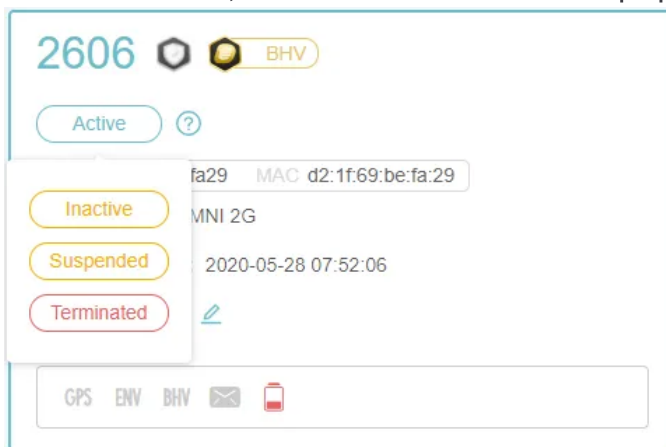 2606 BHV
Active ?
Inactive
fa29 MAC d2:1f:69:be:fa:29
MNI 2G
Suspended
2020-05-28 07:52:06
Terminated
GPS ENV BHV